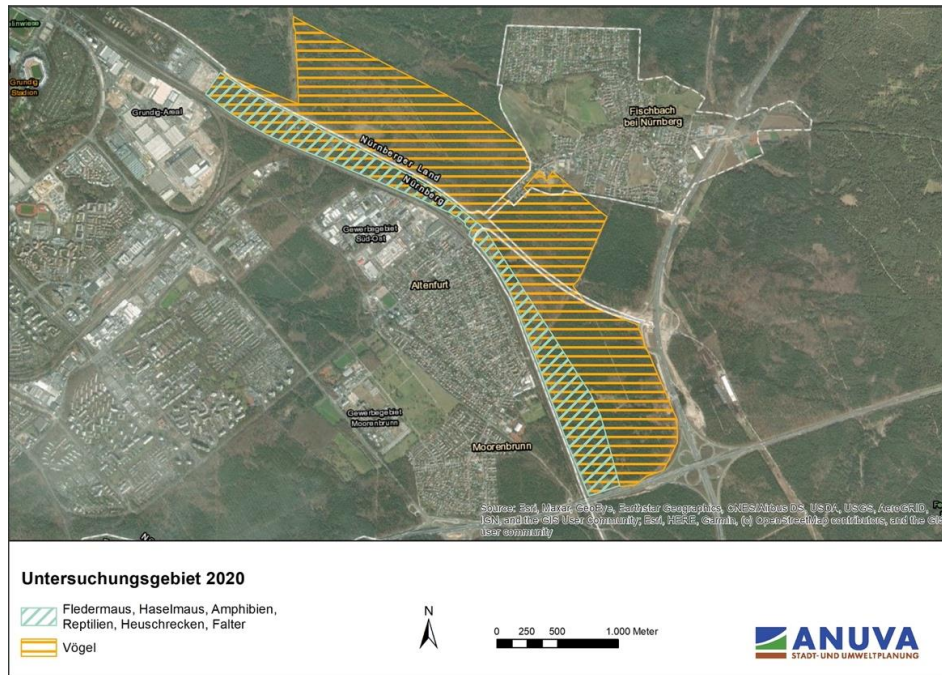 Grundig
Stadion
Grundig-Areal
Fischbach
bei Nürnberg
Nürnberger Land
Nürnberg
Gewerbegebiet
Süd-Ost
Altenfurt
Gewerbegebiet
Moorenbrunn
Moorenbrunn
Source: Esri, Maxar, GeoEye, Earthstar Geographics, CNES/Airbus DS, USDA, USGS, AeroGRID,
IGN, and the GIS User Community; Esri, HERE, Garmin, (c) OpenStreetMap contributors, and the GIS
user community
Untersuchungsgebiet 2020
Fledermaus, Haselmaus, Amphibien,
Reptilien, Heuschrecken, Falter
Vögel
N
0 250 500 1.000 Meter
ANUVA
STADT- UND UMWELTPLANUNG